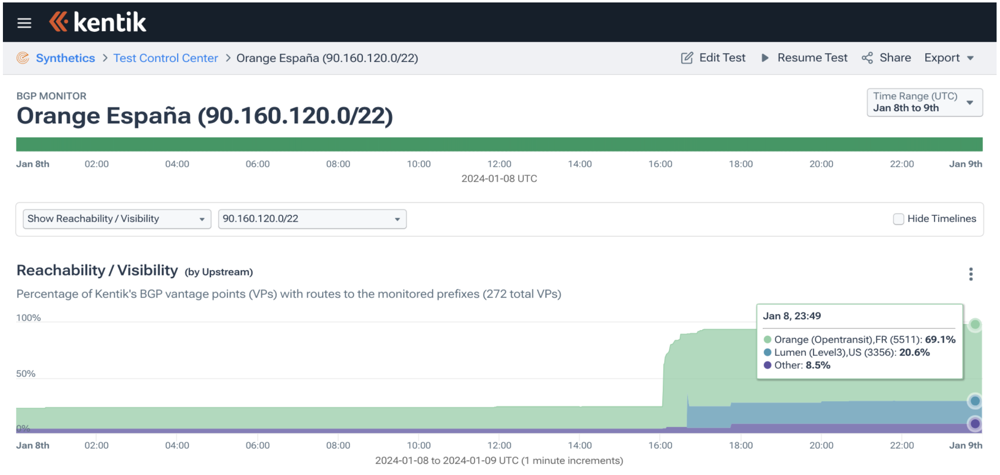 kentik
Synthetics > Test Control Center > Orange España (90.160.120.0/22)
Edit Test Resume Test Share Export
BGP MONITOR
Orange España (90.160.120.0/22)
Time Range (UTC)
Jan 8th to 9th
Jan 8th 02:00 04:00 06:00 08:00 10:00 12:00 14:00 16:00 18:00 20:00 22:00 Jan 9th
2024-01-08 UTC
Show Reachability / Visibility 90.160.120.0/22 Hide Timelines
Reachability / Visibility (by Upstream)
Percentage of Kentik's BGP vantage points (VPs) with routes to the monitored prefixes (272 total VPs)
100%
Jan 8, 23:49
Orange (Opentransit),FR (5511): 69.1%
Lumen (Level3),US (3356): 20.6%
Other: 8.5%
50%
0%
Jan 8th 02:00 04:00 06:00 08:00 10:00 12:00 14:00 16:00 18:00 20:00 22:00 Jan 9th
2024-01-08 to 2024-01-09 UTC (1 minute increments)